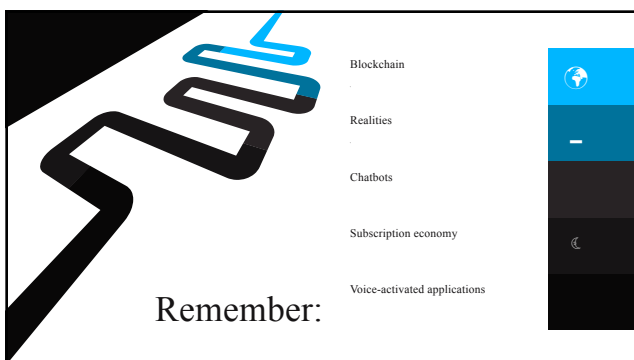 Blockchain
Realities
Chatbots
Subscription economy
Voice-activated applications
Remember: